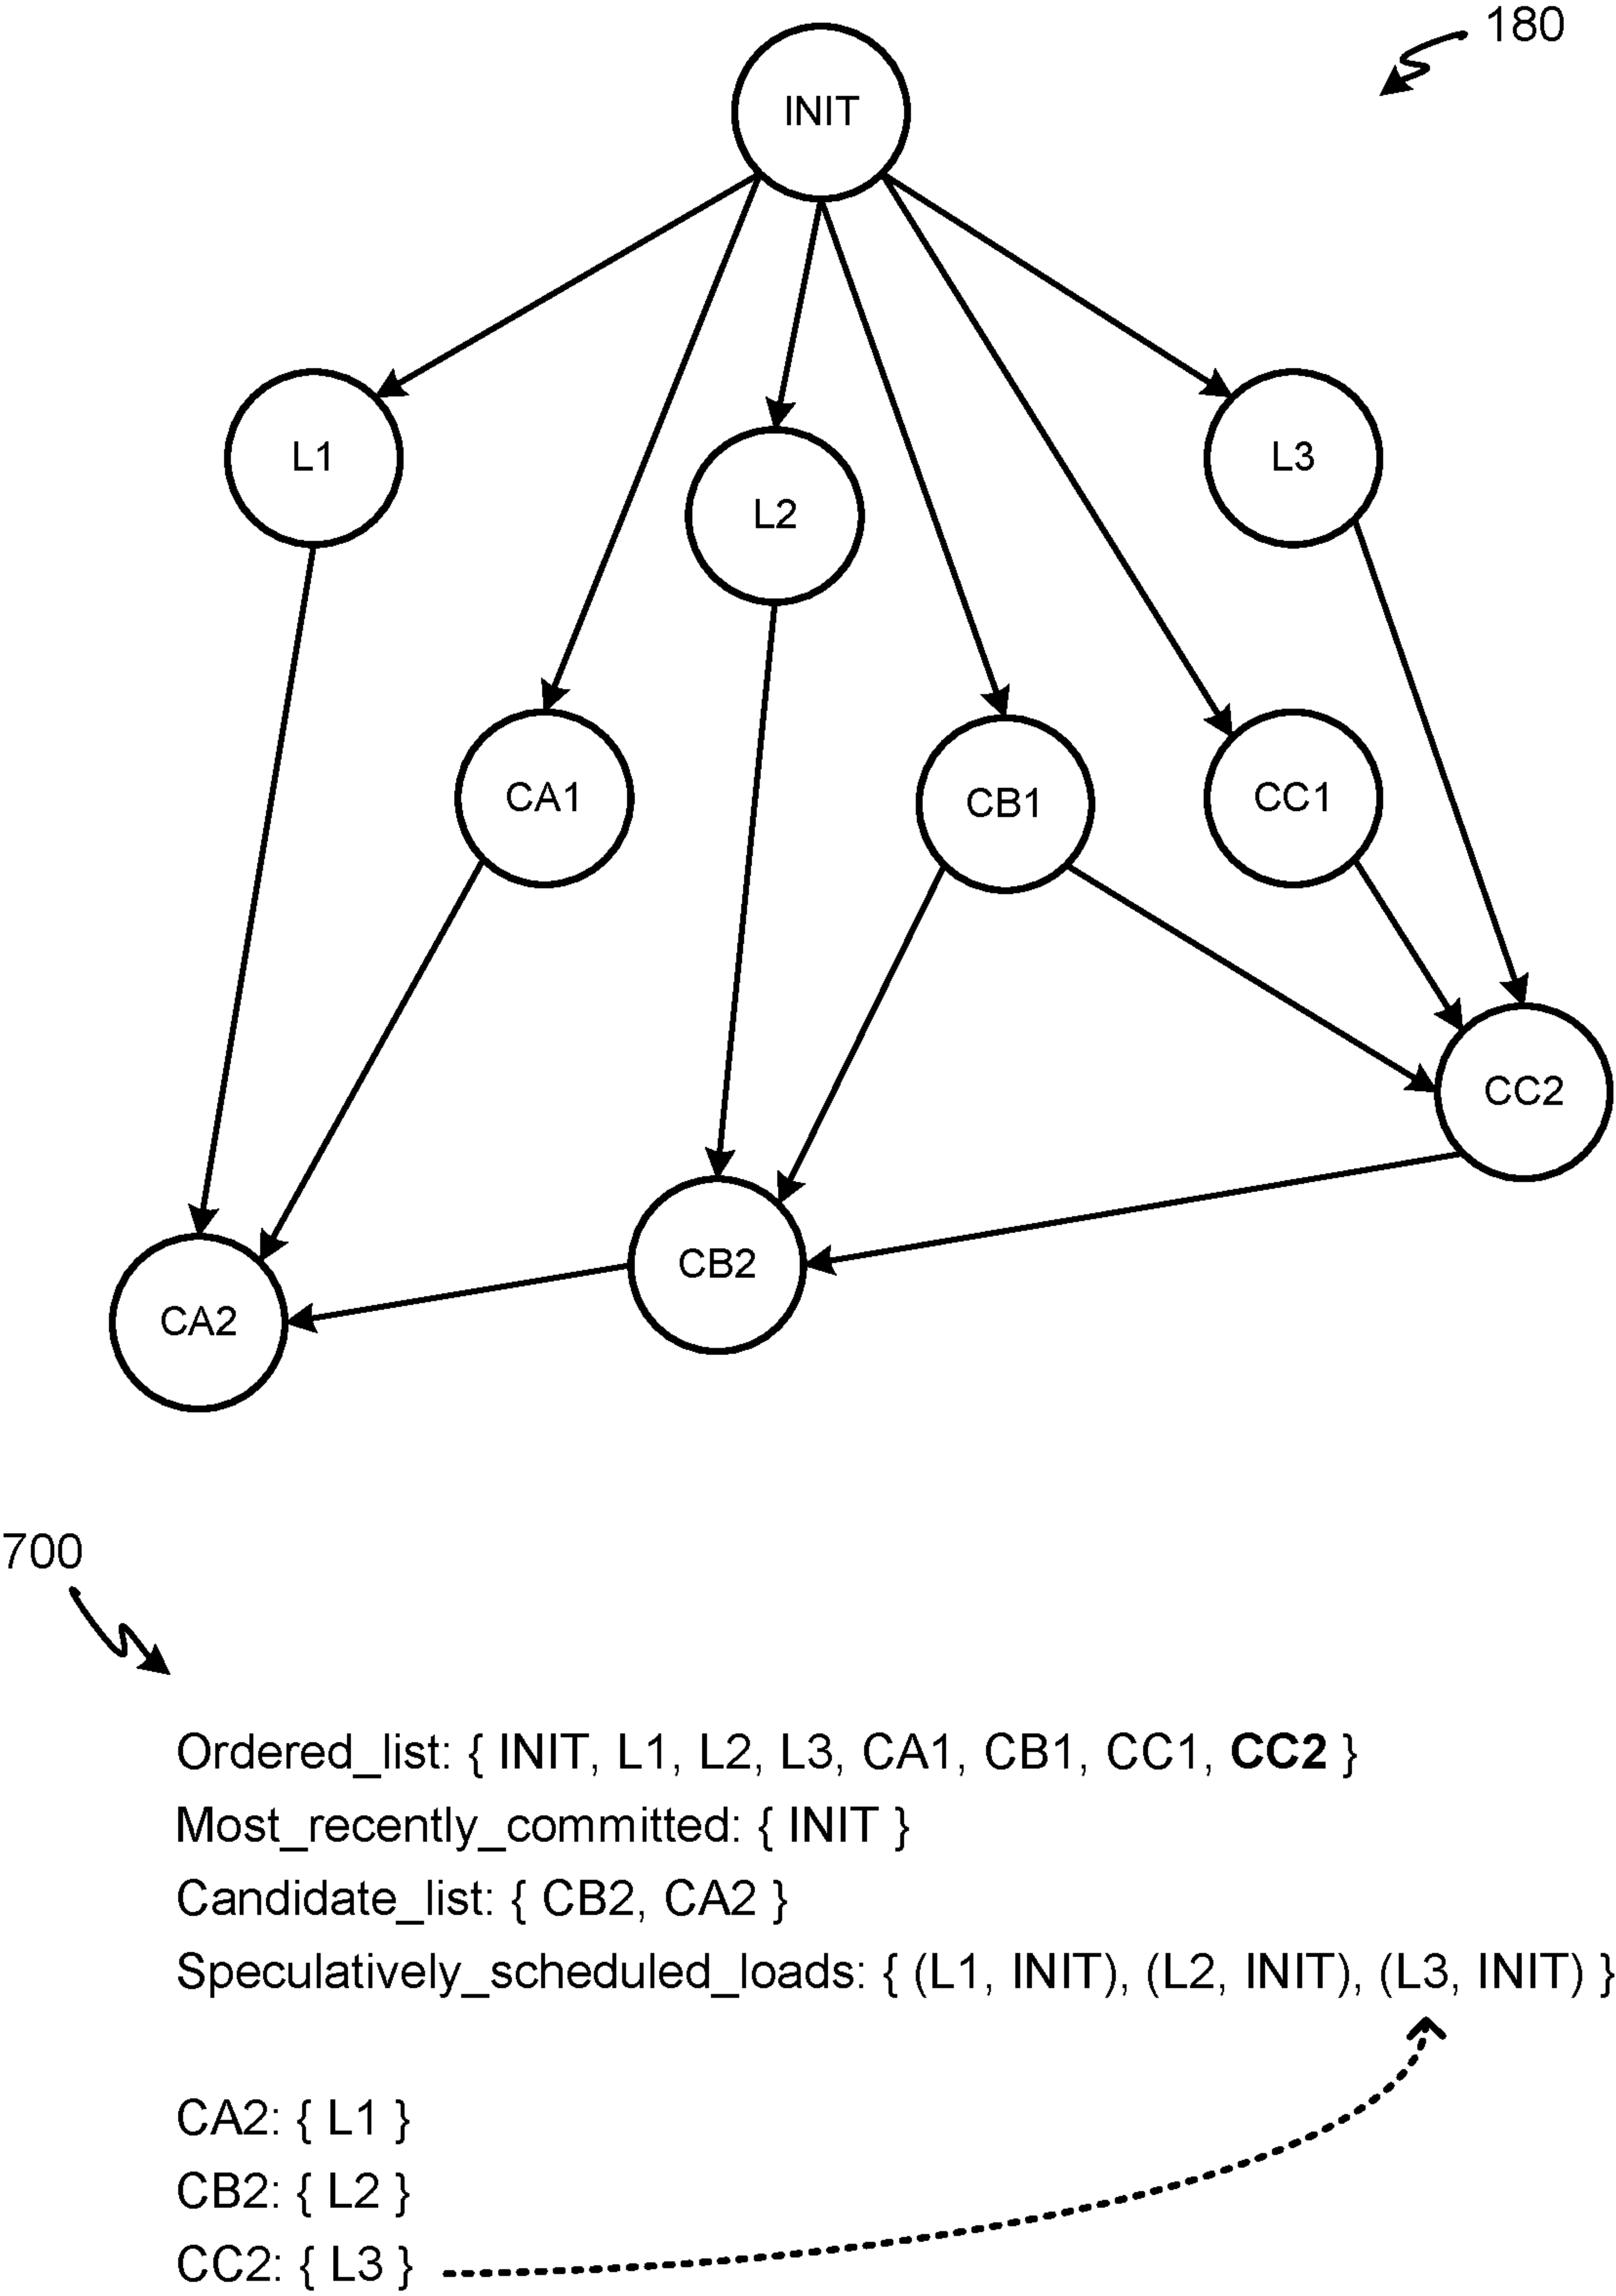 180
INIT
L1
L3
L2
CA1
CB1
CC1
CC2
CB2
CA2
700
Ordered_list: { INIT, L1, L2, L3, CA1, CB1, CC1, CC2 }
Most_recently_committed: { INIT }
Candidate_list: { CB2, CA2 }
Speculatively_scheduled_loads: { (L1, INIT), (L2, INIT), (L3, INIT) }
CA2: { L1 }
CB2: { L2 }
CC2: { L3 }